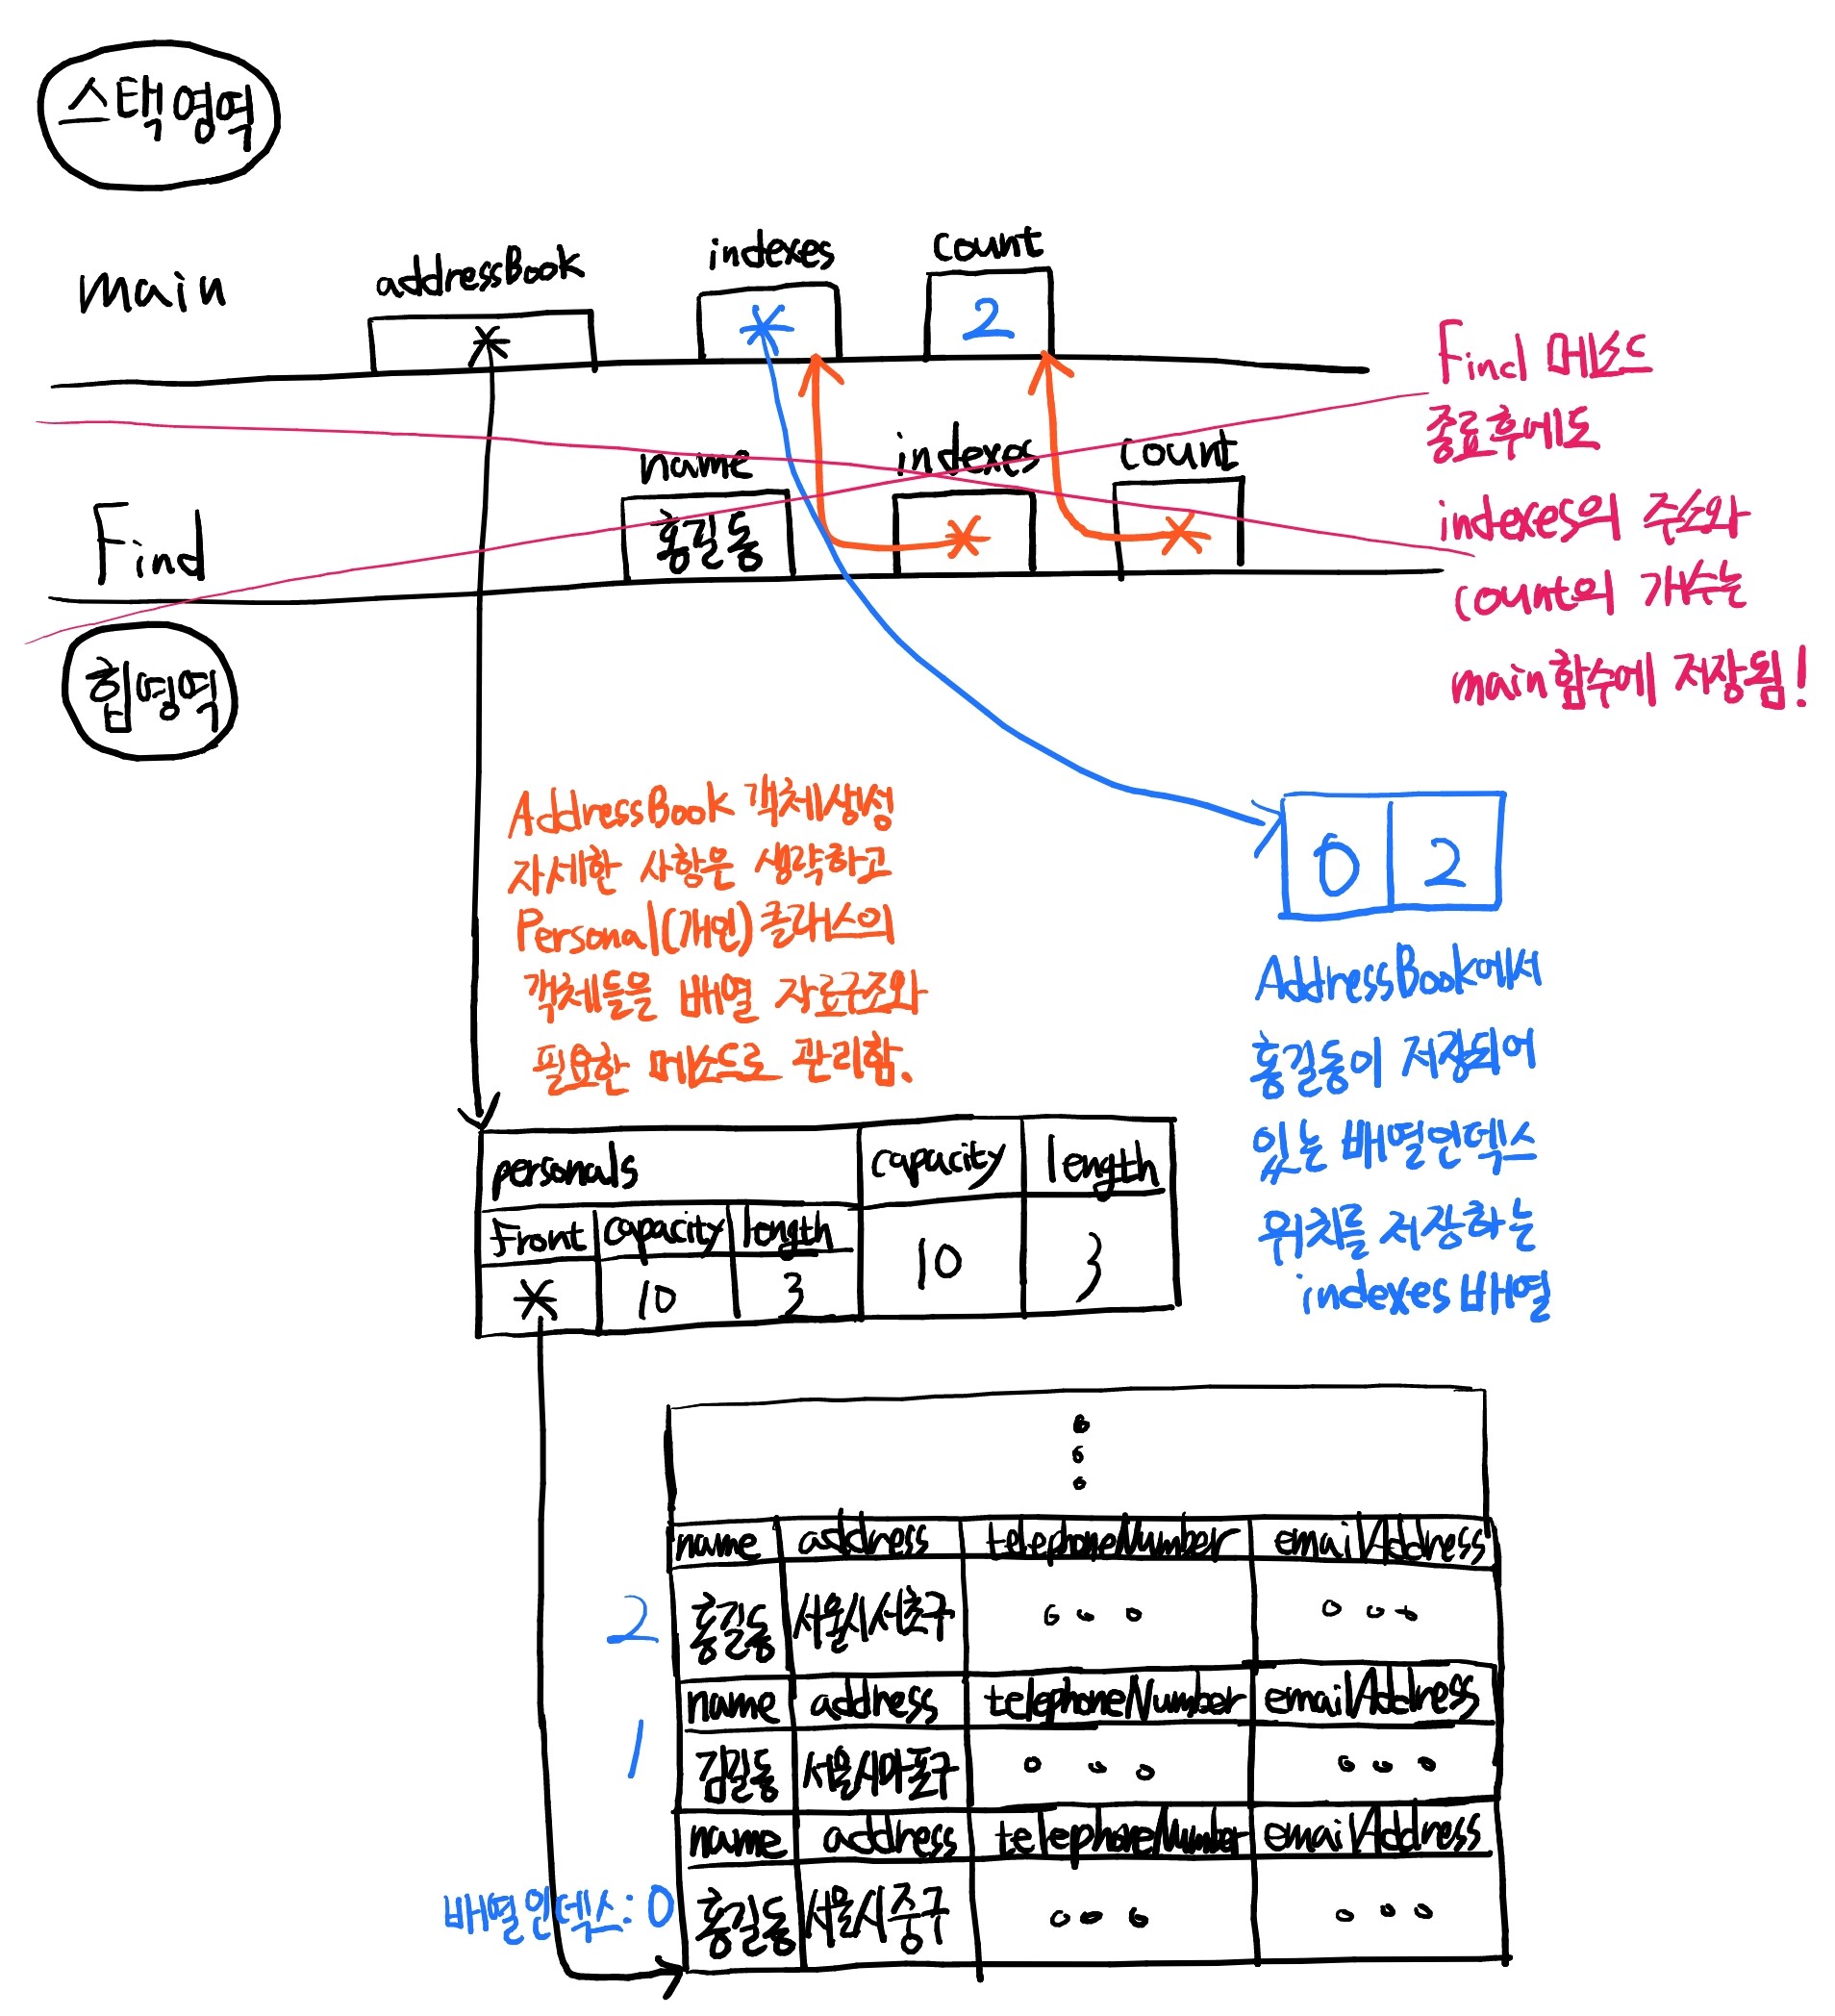 스택영역
main
addressBook
indexes
count
*
*
2
Find
name
indexes
count
홍길동
*
*
Find 메소드
종료후에도
indexes의 주소와
count의 개수는
main함수에 저장됨!
힙영역
AddressBook 객체생성
자세한 사항은 생략하고
Personal(개인)클래스의
객체들을 배열 자료구조와
필요한 메소드로 관리함.
0 2
AddressBook에서
홍길동이 저장되어
있는 배열인덱스
위치를 저장하는
indexes배열
personals capacity length
front capacity length
* 10 3 10 3
name address telephoneNumber emailAddress
2 홍길동 서울시서초구
name address telephoneNumber emailAddress
1 김길동 서울시마포구
name address telephoneNumber emailAddress
배열인덱스: 0 홍길동 서울시중구